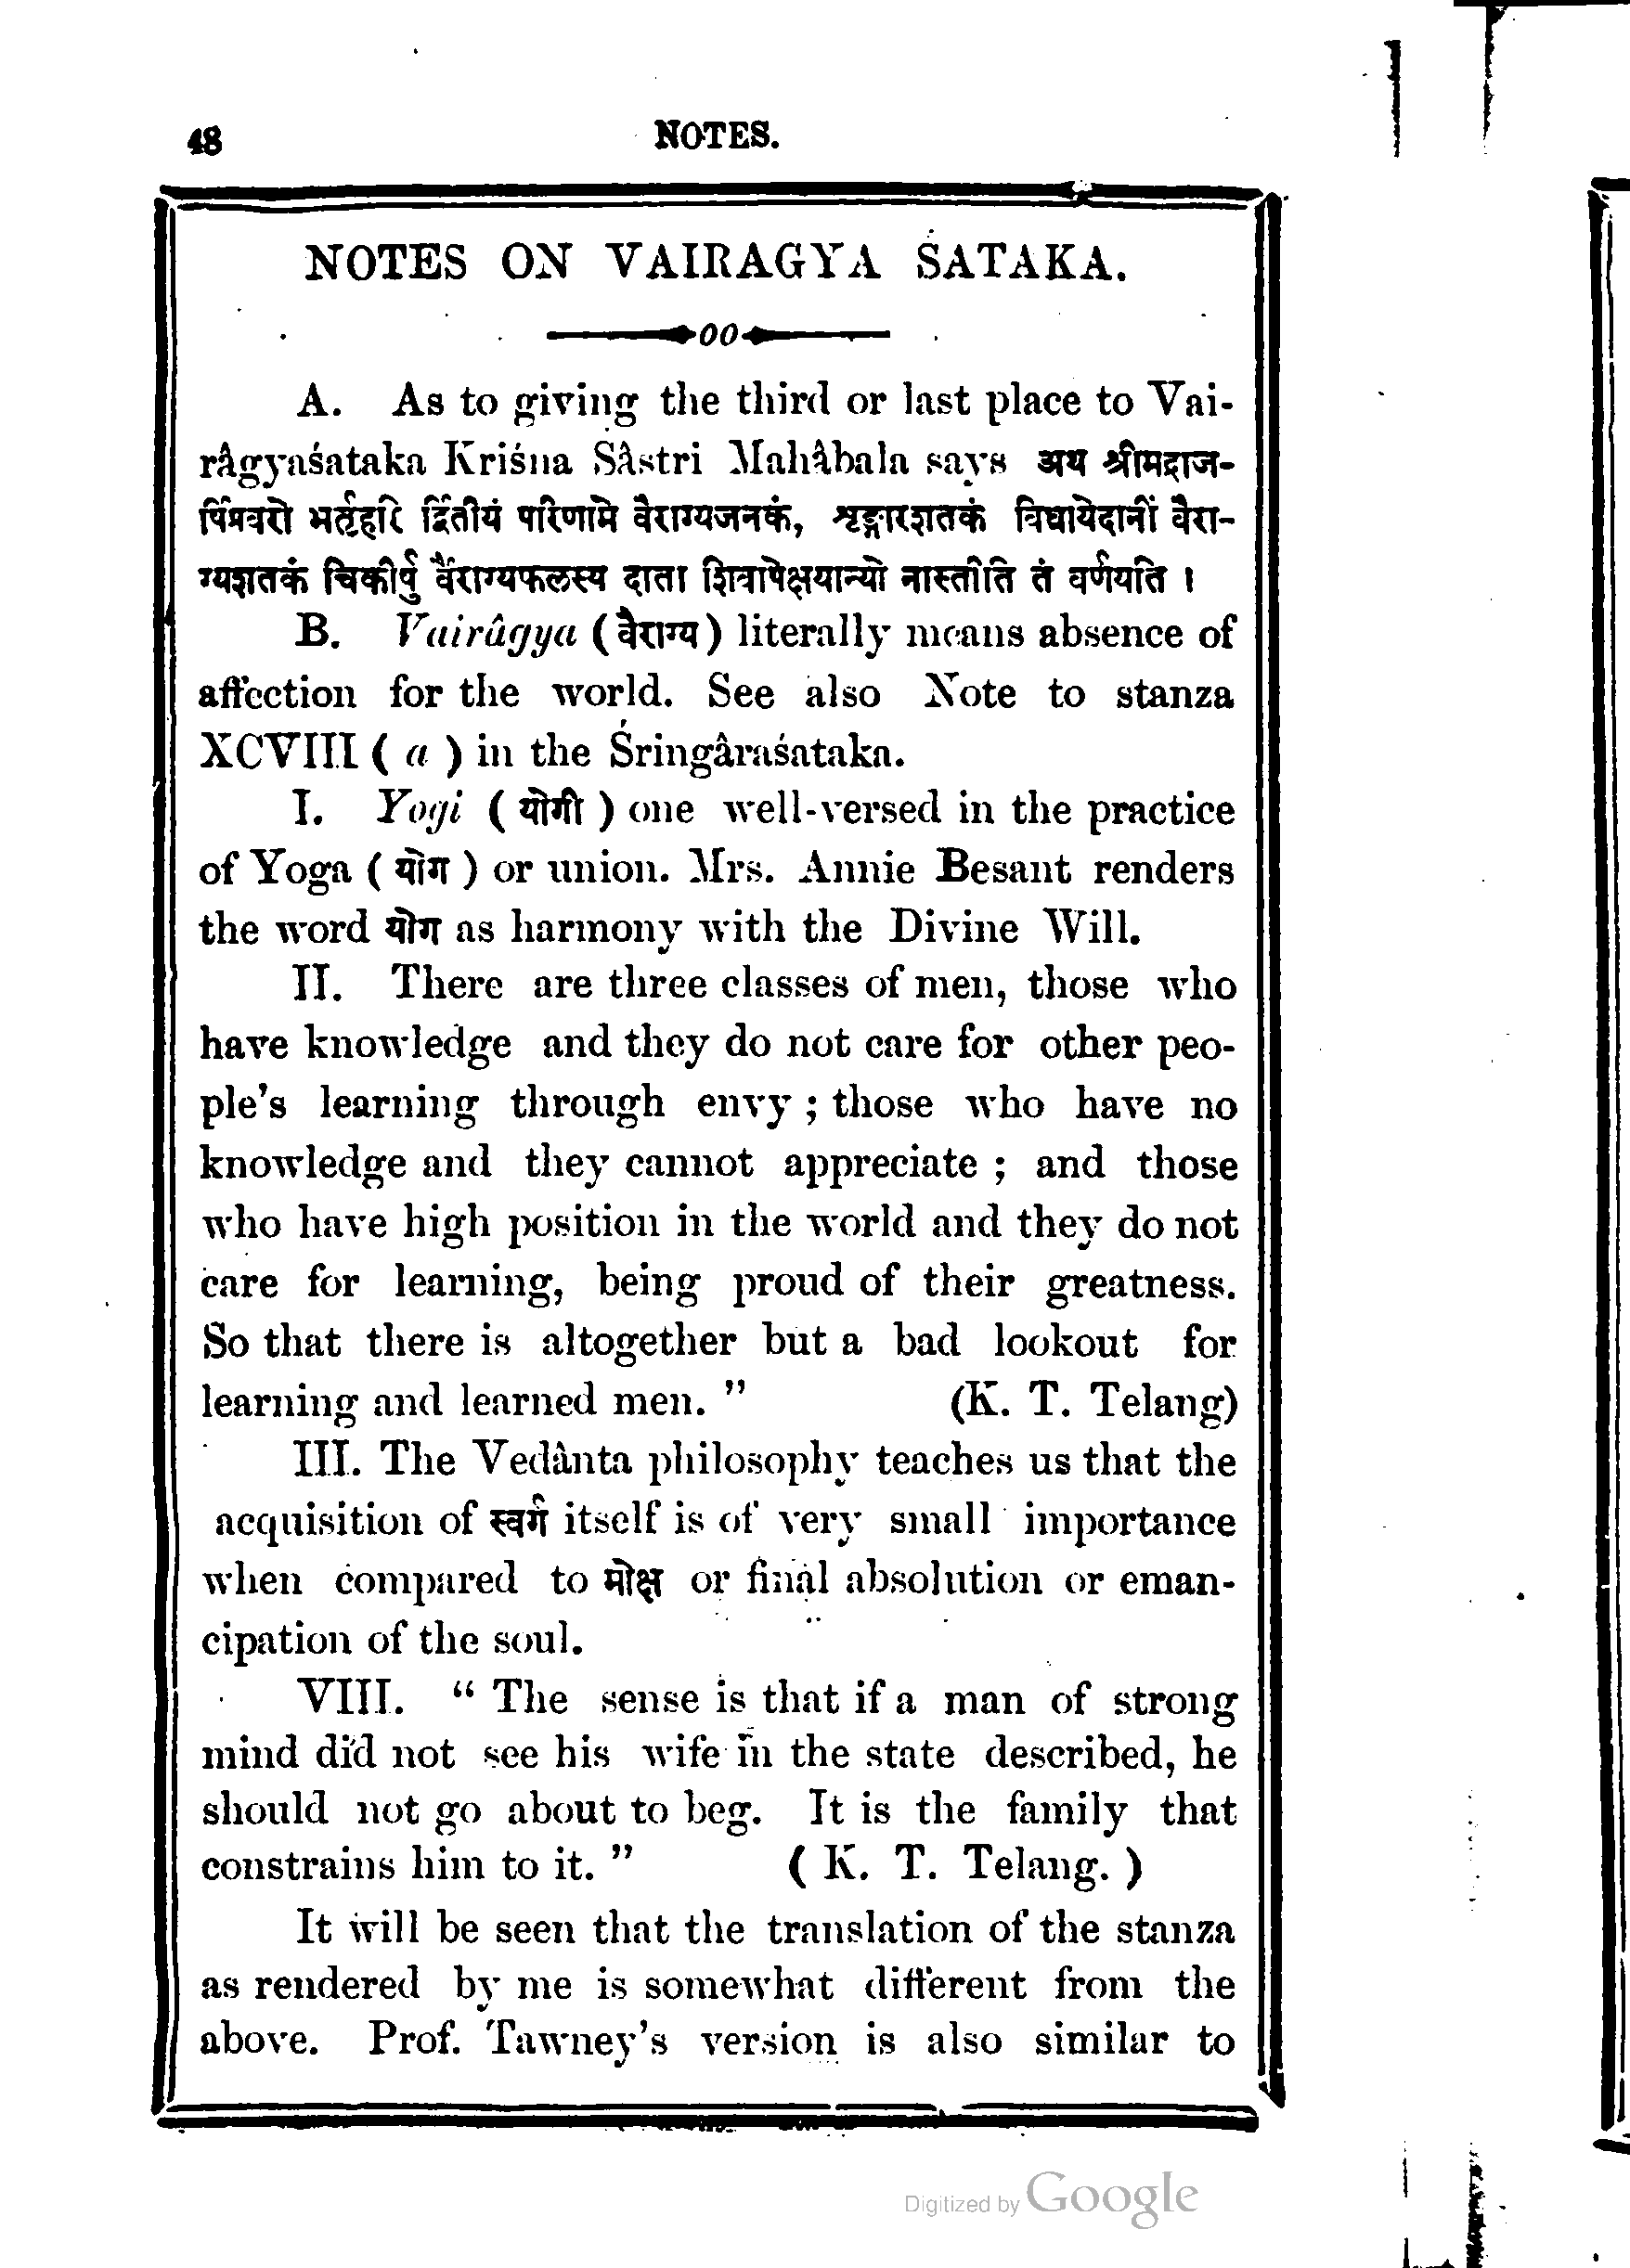 48
NOTES.
NOTES ON VAIRAGYA ŚATAKA.
A. As to giving the third or last place to Vai-
râgyaśataka Kriśna Sâstri Mahâbala says अथ श्रीमद्राज-
र्षिप्रवरो भर्तृहरि र्द्वितीयं परिणामे वैराग्यजनकं, शृङ्गारशतकं विधायेदानीं वैरा-
ग्यशतकं चिकीर्षु र्वैराग्यफलस्य दाता शिवापेक्षयान्यो नास्तीति तं वर्णयति ।
B. Vairâgya (वैराग्य) literally means absence of
affection for the world. See also Note to stanza
XCVIII ( a ) in the Śringâraśataka.
I. Yogi ( योगी ) one well-versed in the practice
of Yoga ( योग ) or union. Mrs. Annie Besant renders
the word योग as harmony with the Divine Will.
II. There are three classes of men, those who
have knowledge and they do not care for other peo-
ple's learning through envy ; those who have no
knowledge and they cannot appreciate ; and those
who have high position in the world and they do not
care for learning, being proud of their greatness.
So that there is altogether but a bad lookout for
learning and learned men. " (K. T. Telang)
III. The Vedânta philosophy teaches us that the
acquisition of स्वर्ग itself is of very small importance
when compared to मोक्ष or final absolution or eman-
cipation of the soul.
VIII. " The sense is that if a man of strong
mind did not see his wife in the state described, he
should not go about to beg. It is the family that
constrains him to it. " ( K. T. Telang. )
It will be seen that the translation of the stanza
as rendered by me is somewhat different from the
above. Prof. Tawney's version is also similar to
Digitized by Google